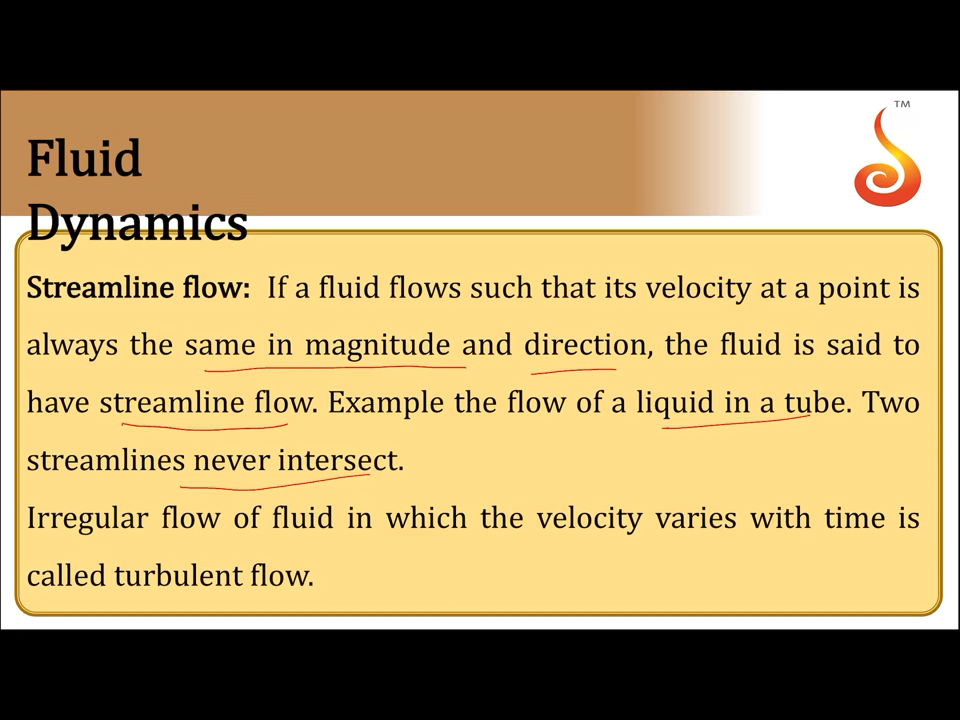 TM
Fluid
Dynamics
Streamline flow: If a fluid flows such that its velocity at a point is
always the same in magnitude and direction, the fluid is said to
have streamline flow. Example the flow of a liquid in a tube. Two
streamlines never intersect.
Irregular flow of fluid in which the velocity varies with time is
called turbulent flow.